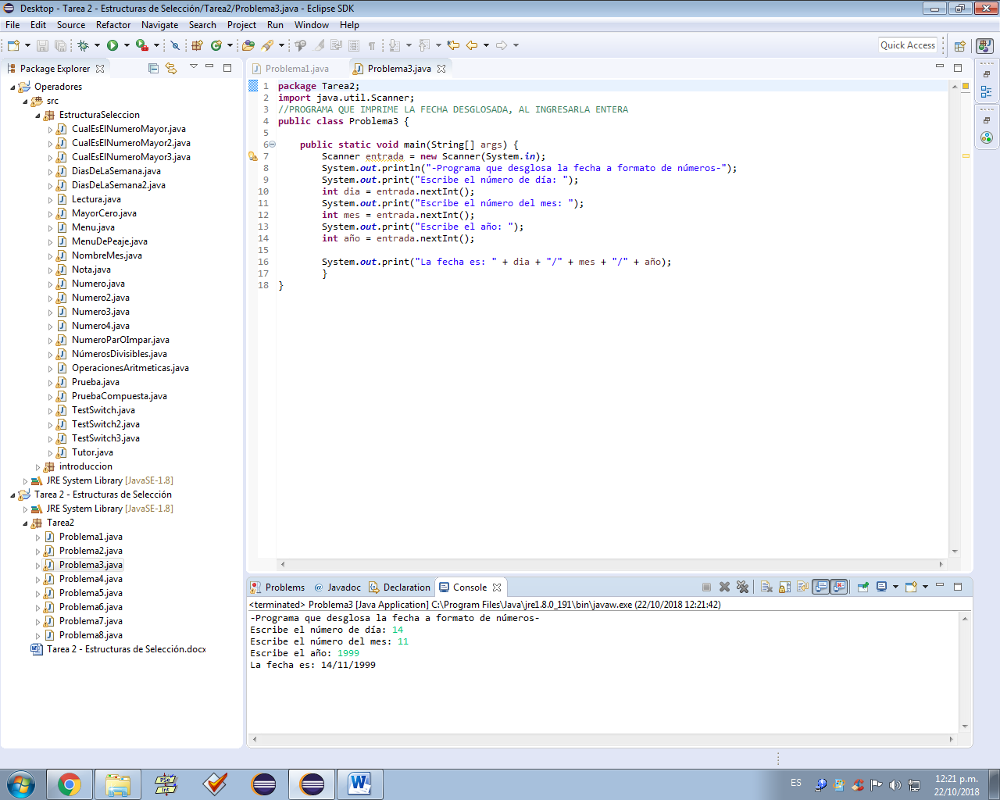 Desktop - Tarea 2 - Estructuras de Selección/Tarea2/Problema3.java - Eclipse SDK
File Edit Source Refactor Navigate Search Project Run Window Help
Quick Access
Package Explorer
Operadores
src
EstructuraSeleccion
CualEsElNumeroMayor.java
CualEsElNumeroMayor2.java
CualEsElNumeroMayor3.java
DiasDeLaSemana.java
DiasDeLaSemana2.java
Lectura.java
MayorCero.java
Menu.java
MenuDePeaje.java
NombreMes.java
Nota.java
Numero.java
Numero2.java
Numero3.java
Numero4.java
NumeroParOImpar.java
NúmerosDivisibles.java
OperacionesAritmeticas.java
Prueba.java
PruebaCompuesta.java
TestSwitch.java
TestSwitch2.java
TestSwitch3.java
Tutor.java
introduccion
JRE System Library [JavaSE-1.8]
Tarea 2 - Estructuras de Selección
JRE System Library [JavaSE-1.8]
Tarea2
Problema1.java
Problema2.java
Problema3.java
Problema4.java
Problema5.java
Problema6.java
Problema7.java
Problema8.java
Tarea 2 - Estructuras de Selección.docx
Problema1.java Problema3.java
1 package Tarea2;
2 import java.util.Scanner;
3 //PROGRAMA QUE IMPRIME LA FECHA DESGLOSADA, AL INGRESARLA ENTERA
4 public class Problema3 {
5
6 public static void main(String[] args) {
7 Scanner entrada = new Scanner(System.in);
8 System.out.println("-Programa que desglosa la fecha a formato de números-");
9 System.out.print("Escribe el número de día: ");
10 int dia = entrada.nextInt();
11 System.out.print("Escribe el número del mes: ");
12 int mes = entrada.nextInt();
13 System.out.print("Escribe el año: ");
14 int año = entrada.nextInt();
15
16 System.out.print("La fecha es: " + dia + "/" + mes + "/" + año);
17 }
18 }
Problems @ Javadoc Declaration Console
<terminated> Problema3 [Java Application] C:\Program Files\Java\jre1.8.0_191\bin\javaw.exe (22/10/2018 12:21:42)
-Programa que desglosa la fecha a formato de números-
Escribe el número de día: 14
Escribe el número del mes: 11
Escribe el año: 1999
La fecha es: 14/11/1999
PSe
Int
W
ES
12:21 p.m.
22/10/2018